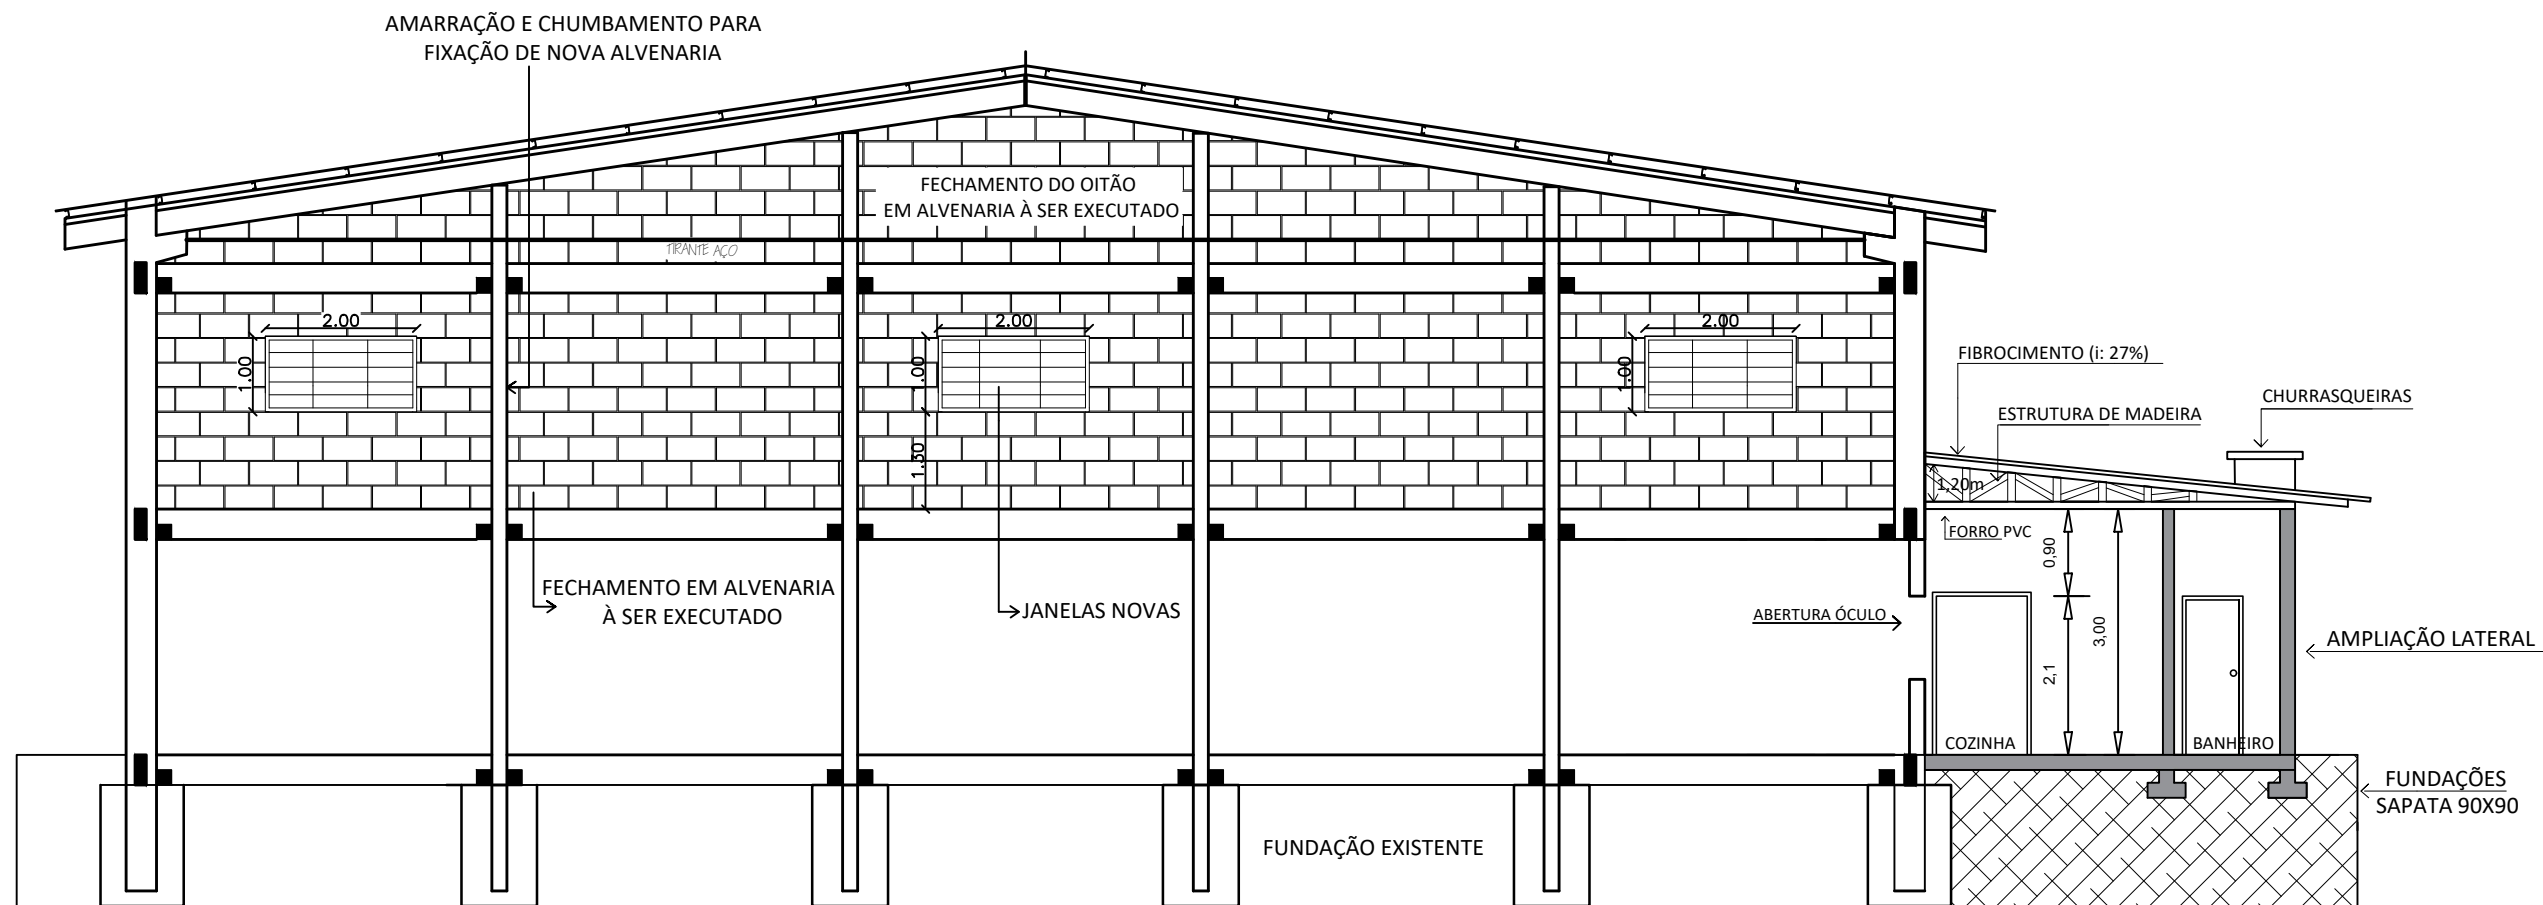 AMARRAÇÃO E CHUMBAMENTO PARA
FIXAÇÃO DE NOVA ALVENARIA
FECHAMENTO DO OITÃO
EM ALVENARIA À SER EXECUTADO
TIRANTE AÇO
2.00
2.00
2.00
1.00
1.00
1.00
1.30
FIBROCIMENTO (i: 27%)
CHURRASQUEIRAS
ESTRUTURA DE MADEIRA
1,20m
FORRO PVC
0,90
FECHAMENTO EM ALVENARIA
À SER EXECUTADO
JANELAS NOVAS
ABERTURA ÓCULO
3,00
2,1
AMPLIAÇÃO LATERAL
COZINHA
BANHEIRO
FUNDAÇÕES
SAPATA 90X90
FUNDAÇÃO EXISTENTE